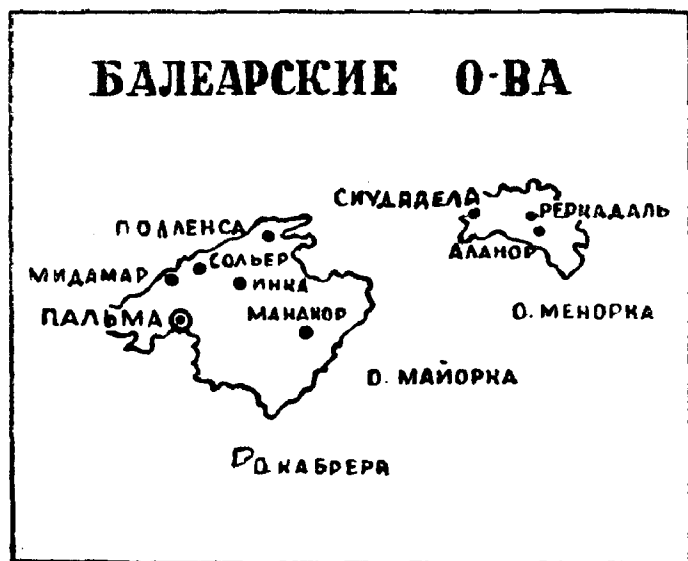 БАЛЕАРСКИЕ О-ВА
СИУДАДЕЛА
РЕРКАДАЛЬ
АЛАНОР
О. МЕНОРКА
ПОЛЛЕНСА
СОЛЬЕР
МИДАМАР
ИНКА
ПАЛЬМА
МАНАКОР
О. МАЙОРКА
О КАБРЕРА